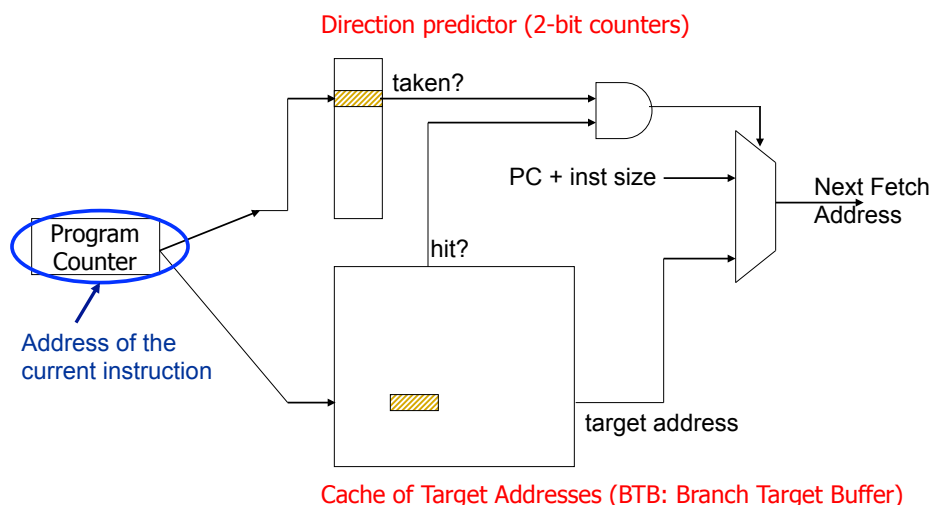 Direction predictor (2-bit counters)
taken?
PC + inst size
Next Fetch
Address
Program
Counter
hit?
Address of the
current instruction
target address
Cache of Target Addresses (BTB: Branch Target Buffer)